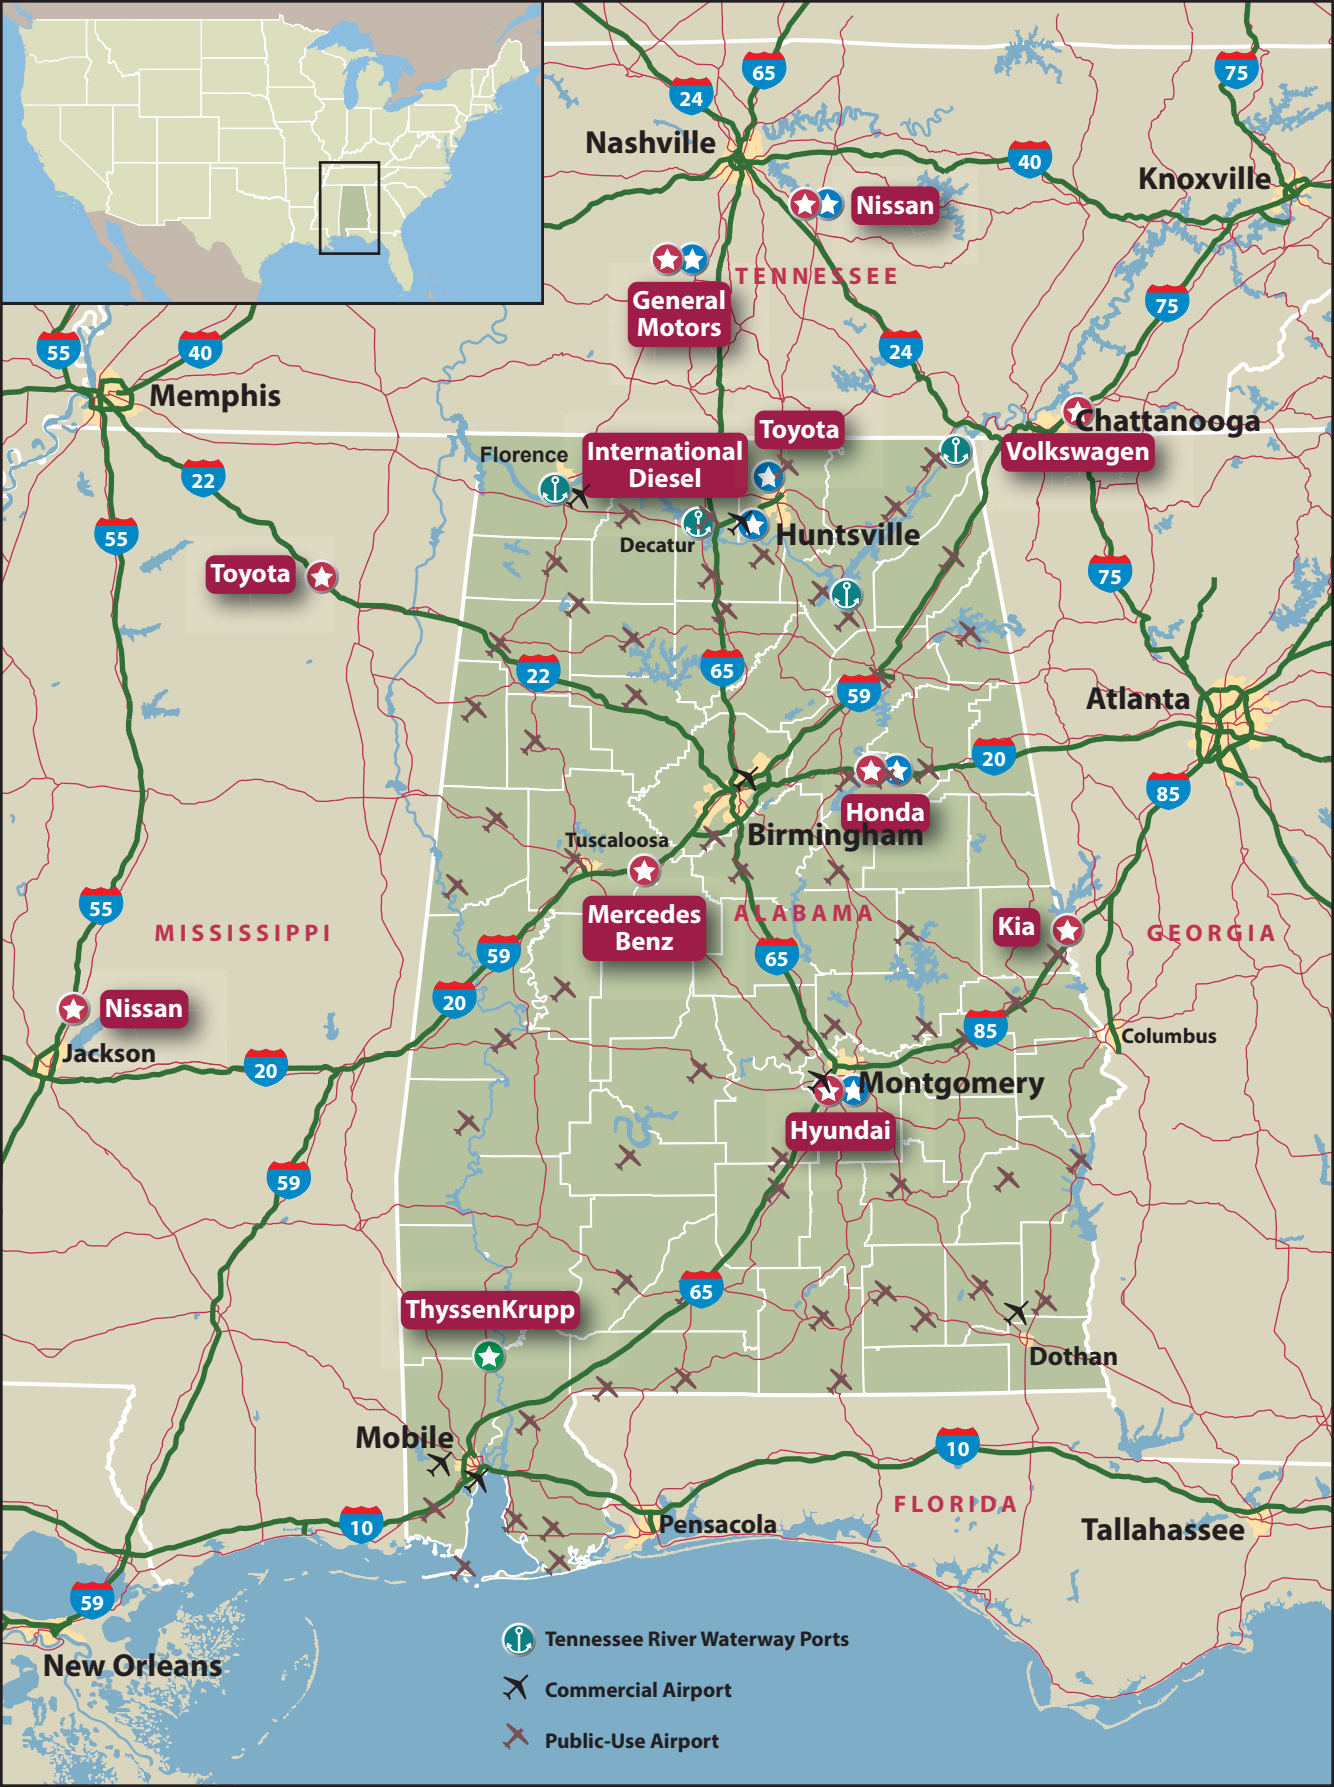 65
24
75
Nashville
40
Knoxville
Nissan
TENNESSEE
General
Motors
75
55
40
24
Memphis
Chattanooga
Toyota
International
Diesel
Volkswagen
Florence
22
55
Huntsville
Decatur
Toyota
75
65
22
59
Atlanta
20
85
Honda
Birmingham
Tuscaloosa
55
Mercedes
Benz
ALABAMA
Kia
MISSISSIPPI
GEORGIA
59
65
20
Nissan
85
Columbus
Jackson
20
Montgomery
Hyundai
59
65
ThyssenKrupp
Dothan
Mobile
10
FLORIDA
10
Pensacola
Tallahassee
59
Tennessee River Waterway Ports
New Orleans
Commercial Airport
Public-Use Airport